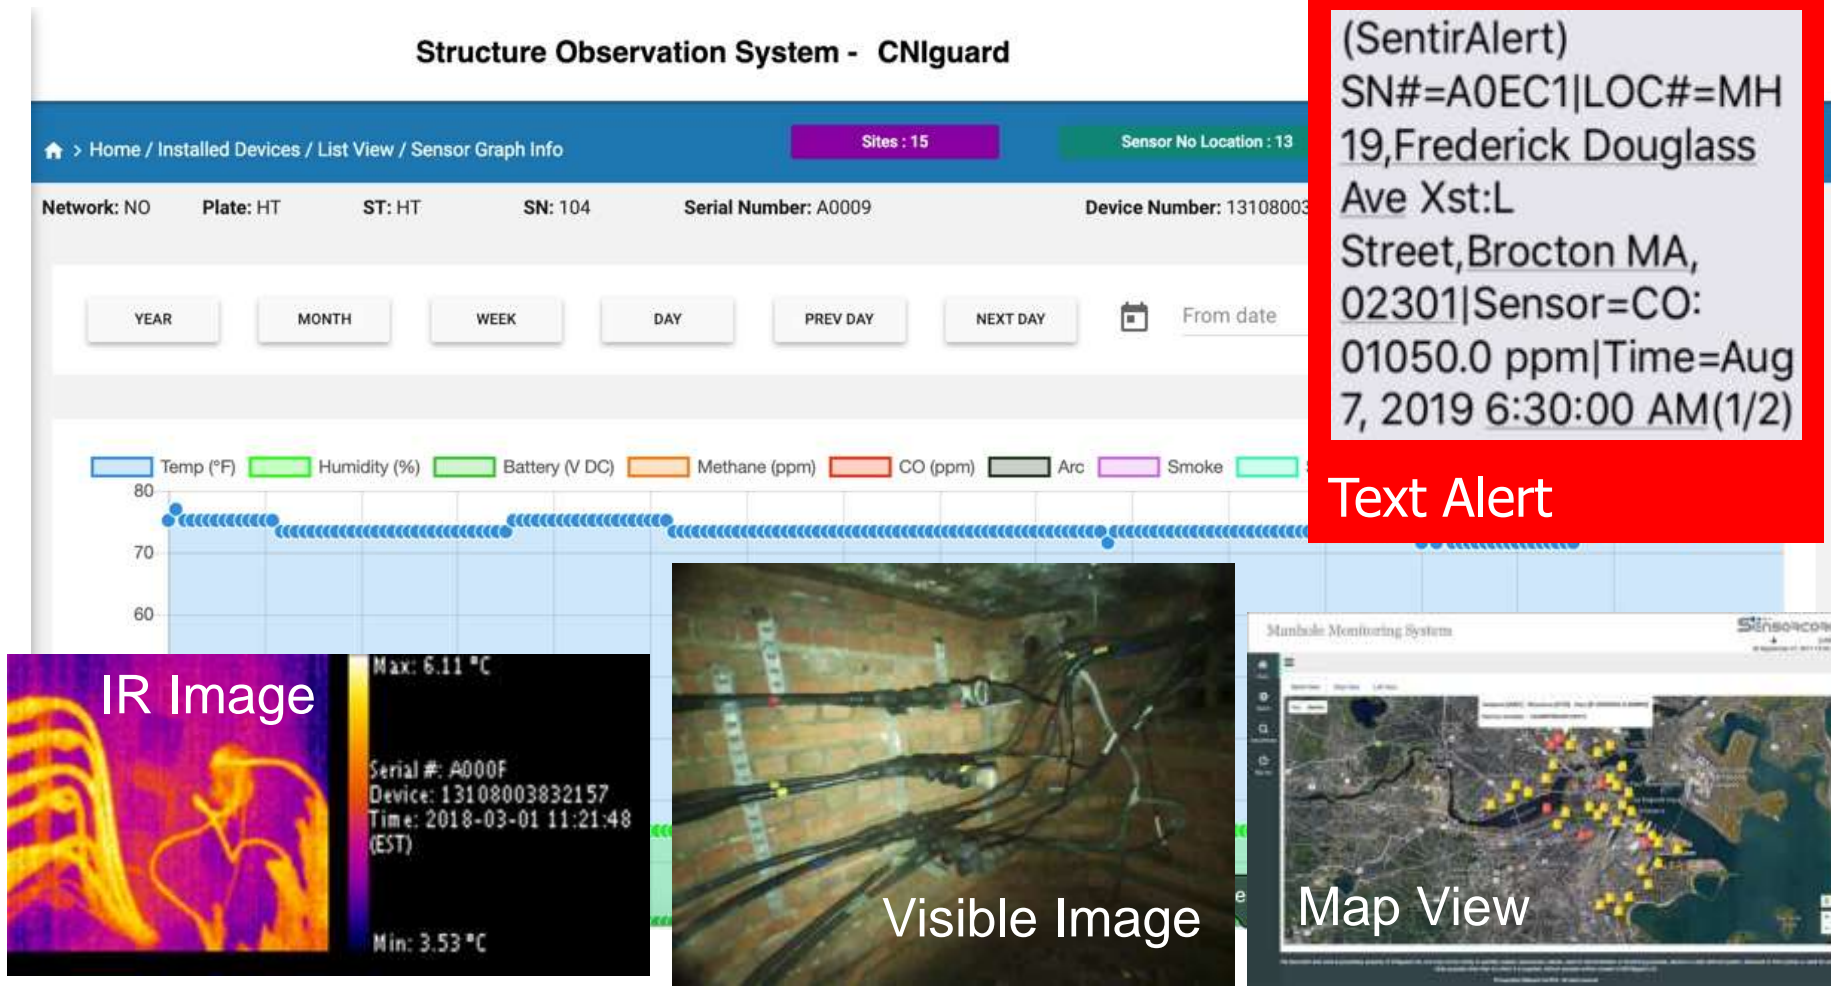 Structure Observation System - CNIguard
> Home / Installed Devices / List View / Sensor Graph Info
Sites : 15
Sensor No Location : 13
Network: NO
Plate: HT
ST: HT
SN: 104
Serial Number: A0009
Device Number: 13108003
YEAR
MONTH
WEEK
DAY
PREV DAY
NEXT DAY
From date
Temp (°F)
Humidity (%)
Battery (V DC)
Methane (ppm)
CO (ppm)
Arc
Smoke
80
70
60
(SentirAlert)
SN#=A0EC1|LOC#=MH
19,Frederick Douglass
Ave Xst:L
Street,Brocton MA,
02301|Sensor=CO:
01050.0 ppm|Time=Aug
7, 2019 6:30:00 AM(1/2)
Text Alert
IR Image
Max: 6.11 °C
Serial #: A000F
Device: 13108003832157
Time: 2018-03-01 11:21:48
(EST)
Min: 3.53 °C
Visible Image
Manhole Monitoring System
Map View